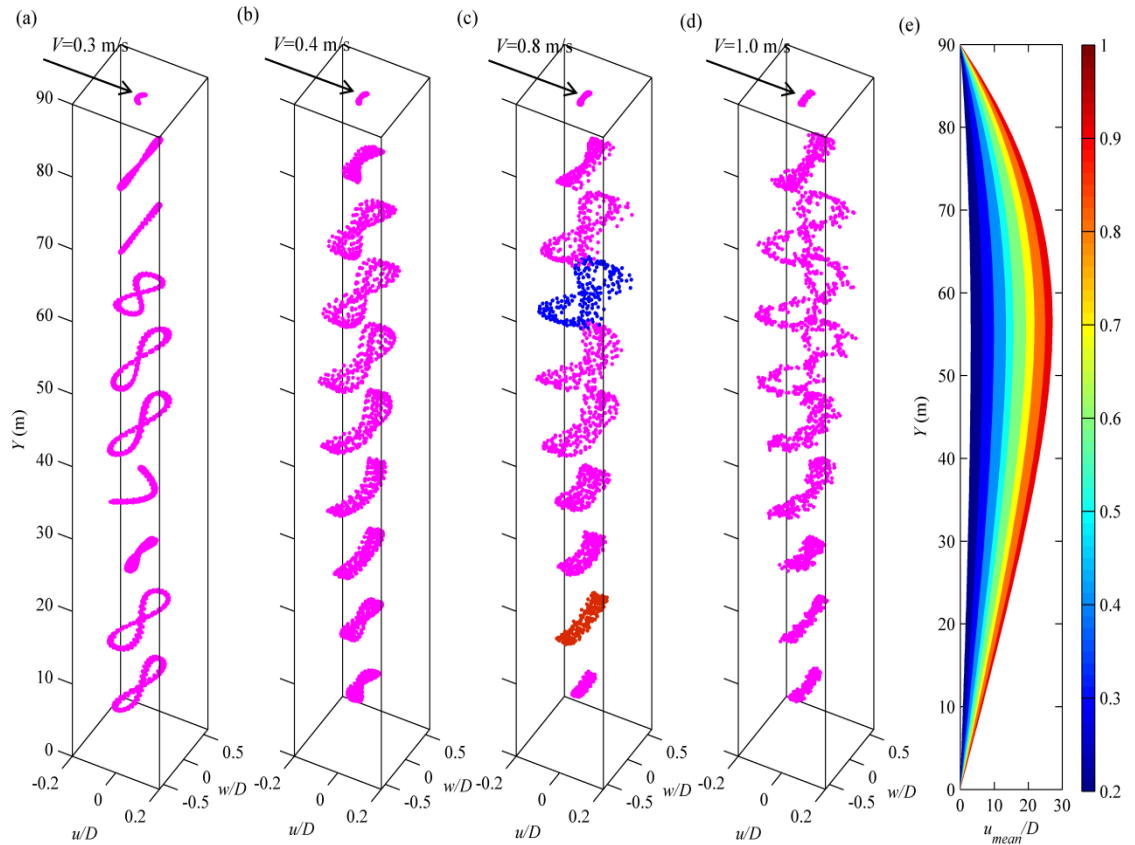 (a)
(b)
(c)
(d)
(e)
V=0.3 m/s
V=0.4 m/s
V=0.8 m/s
V=1.0 m/s
90
80
70
60
50
40
30
20
10
0
Y (m)
-0.2
0
0.2
u/D
0.5
0
-0.5
w/D
-0.2
0
0.2
u/D
0.5
0
-0.5
w/D
-0.2
0
0.2
u/D
0.5
0
-0.5
w/D
-0.2
0
0.2
u/D
0.5
0
-0.5
w/D
90
80
70
60
50
40
30
20
10
0
Y (m)
0 10 20 30
u_mean/D
1
0.9
0.8
0.7
0.6
0.5
0.4
0.3
0.2